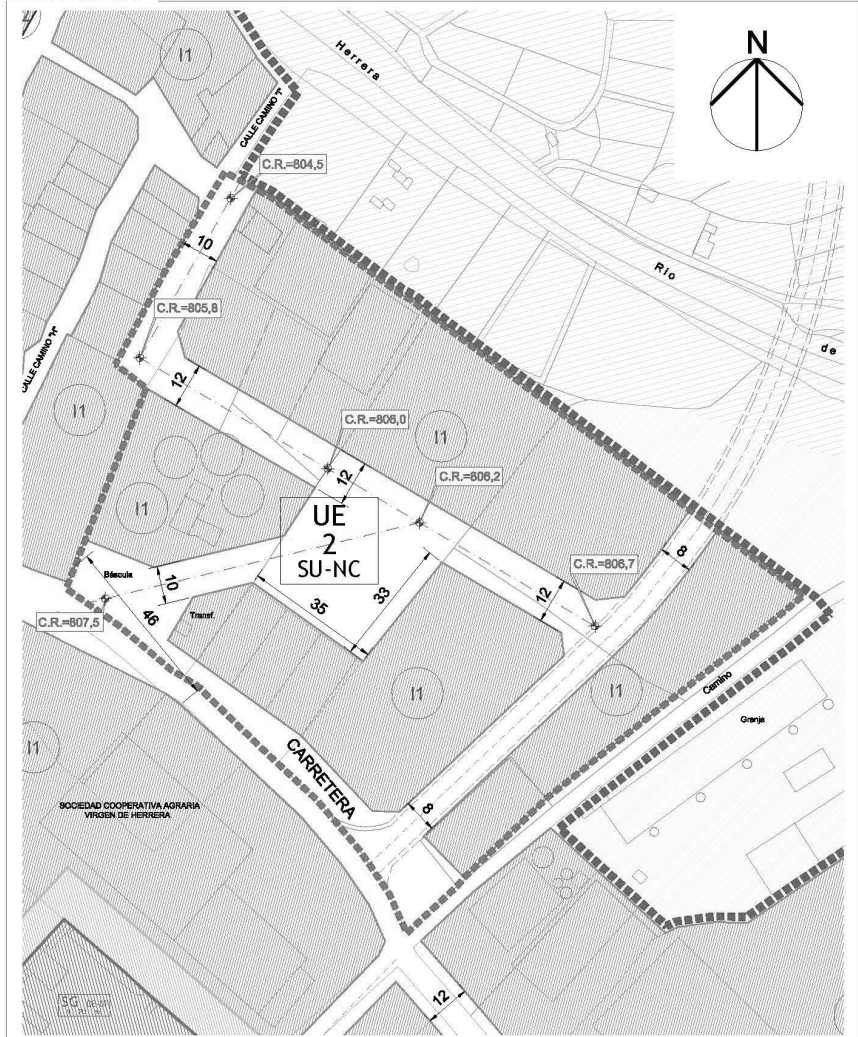 I1
Herrera
N
CALLE CAMINO "I"
C.R.=804,5
10
Rio
C.R.=805,8
de
CALLE CAMINO "H"
12
I1
C.R.=806,0
I1
12
C.R.=806,2
I1
UE
2
SU-NC
8
C.R.=806,7
Báscula
10
33
12
35
46
Transf.
C.R.=807,5
I1
I1
Camino
Granja
I1
CARRETERA
8
SOCIEDAD COOPERATIVA AGRARIA
VIRGEN DE HERRERA
12
SG